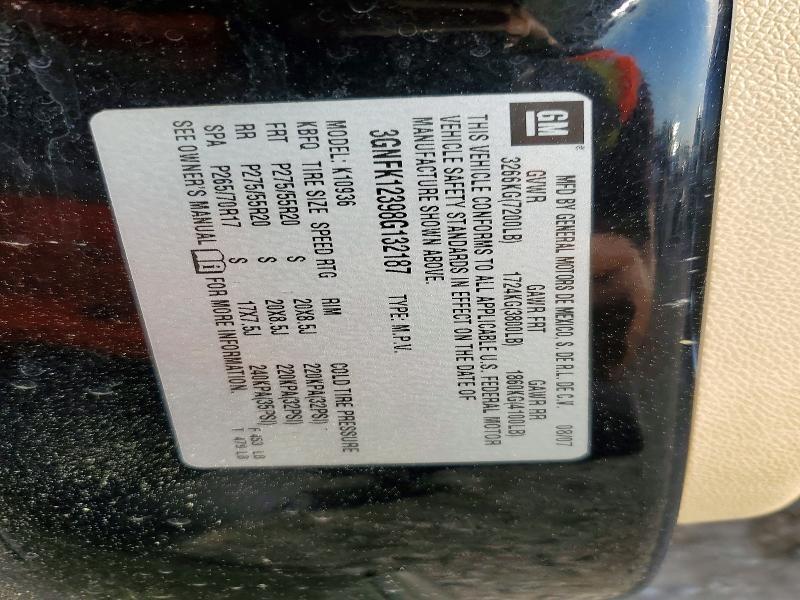 GM
MFD BY GENERAL MOTORS DE MEXICO, S. DE R.L. DE C.V. 08/07
GVWR GAWR FRT GAWR RR
3266KG(7200LB) 1724KG(3800LB) 1860KG(4100LB)
THIS VEHICLE CONFORMS TO ALL APPLICABLE U.S. FEDERAL MOTOR
VEHICLE SAFETY STANDARDS IN EFFECT ON THE DATE OF
MANUFACTURE SHOWN ABOVE.
3GNFK12398G132187 TYPE: M.P.V.
MODEL: K10936
KBFQ TIRE SIZE SPEED RTG RIM COLD TIRE PRESSURE
FRT P275/55R20 S 20X8.5J 220KPA(32PSI)
RR P275/55R20 S 20X8.5J 220KPA(32PSI)
SPA P265/70R17 S 17X7.5J 240KPA(35PSI)
SEE OWNER'S MANUAL FOR MORE INFORMATION.
F 453 LB
T 479 LB